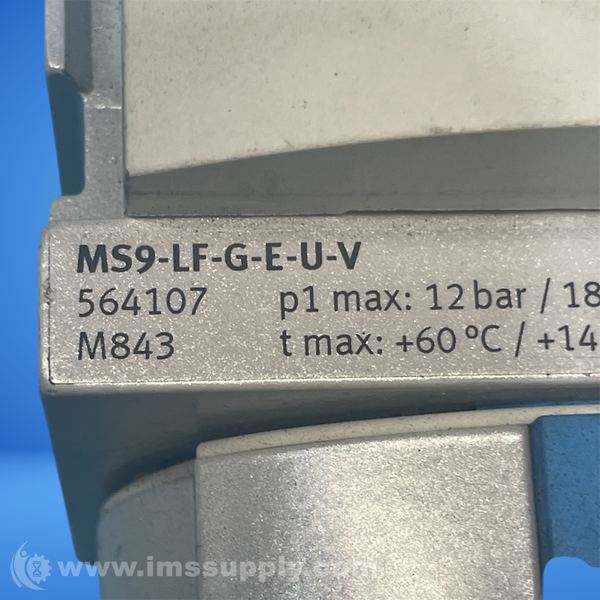 MS9-LF-G-E-U-V
564107 p1 max: 12 bar / 18
M843 t max: +60 °C / +14
www.imssupply.com